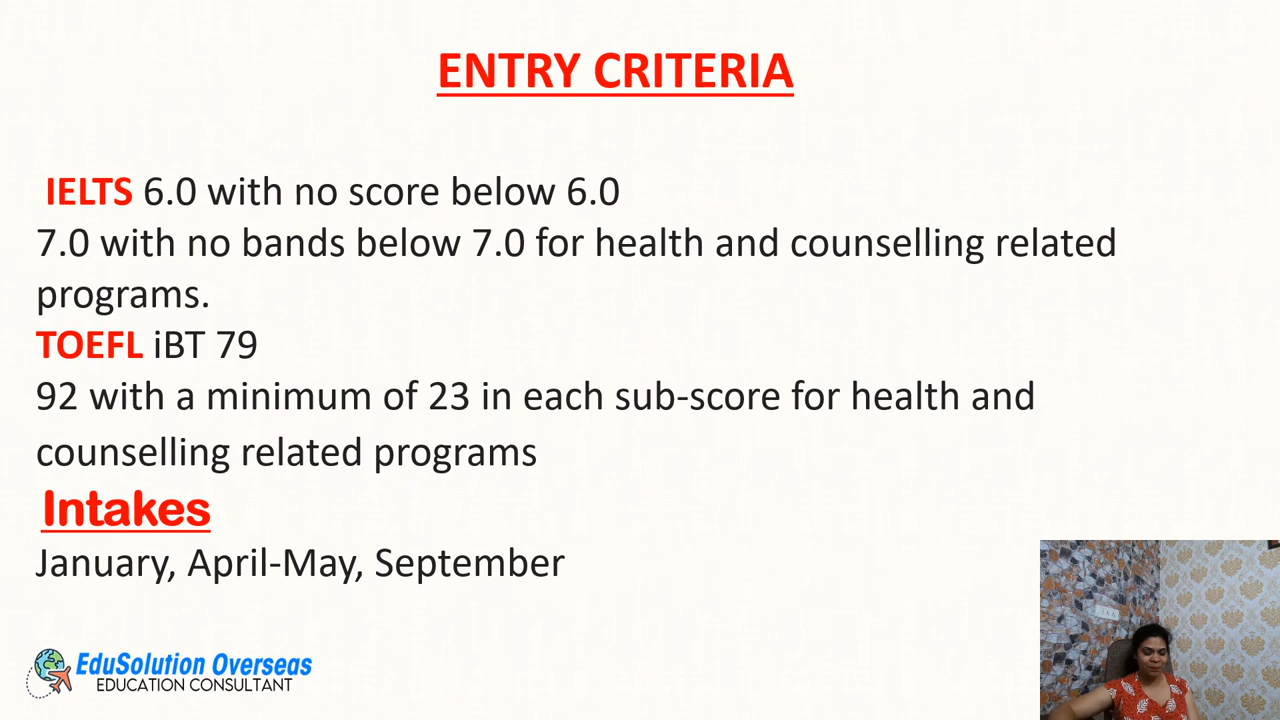 ENTRY CRITERIA
IELTS 6.0 with no score below 6.0
7.0 with no bands below 7.0 for health and counselling related
programs.
TOEFL iBT 79
92 with a minimum of 23 in each sub-score for health and
counselling related programs
Intakes
January, April-May, September
EduSolution Overseas
EDUCATION CONSULTANT